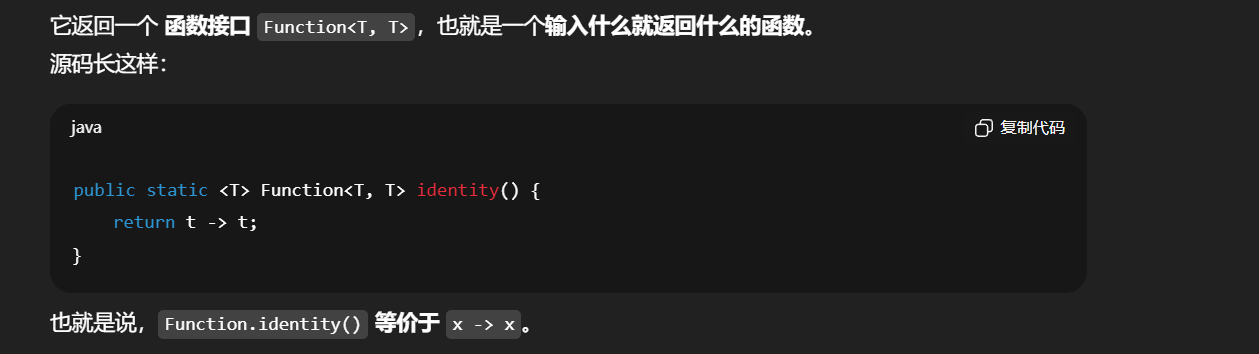 它返回一个 函数接口 Function<T, T>，也就是一个输入什么就返回什么的函数。
源码长这样：
java
复制代码
public static <T> Function<T, T> identity() {
    return t -> t;
}
也就是说，Function.identity() 等价于 x -> x。